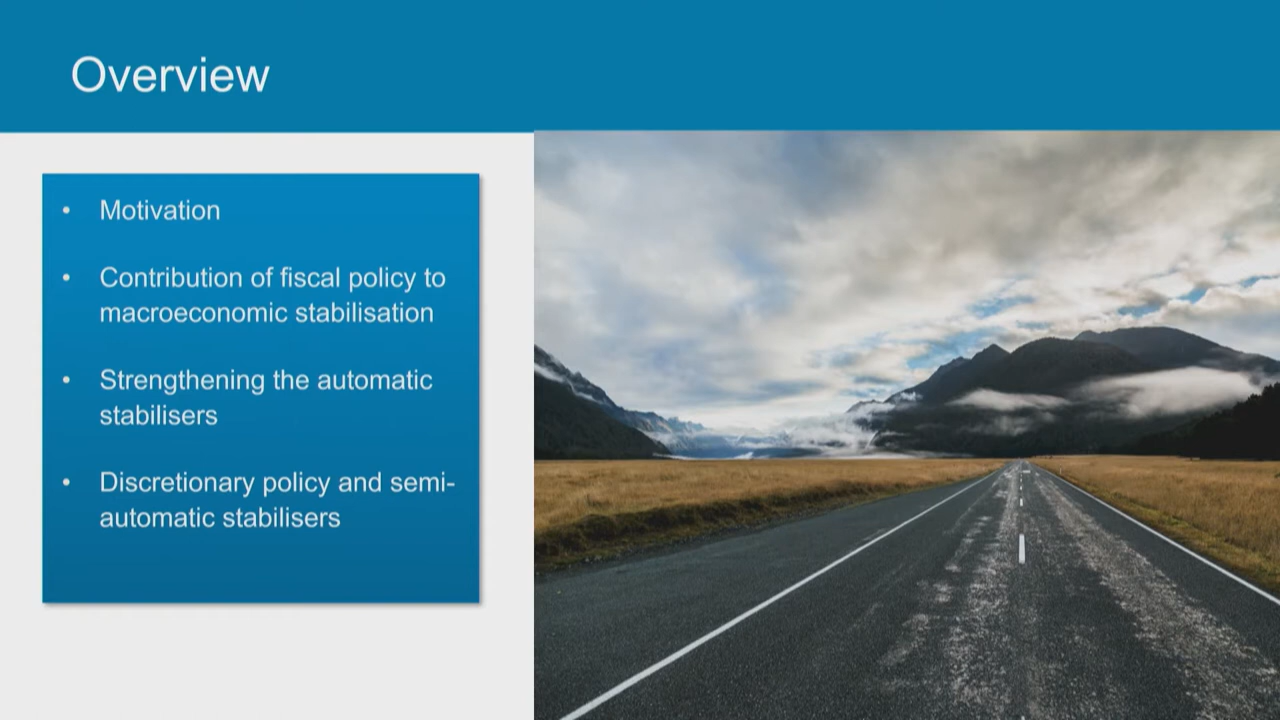 Overview
• Motivation
• Contribution of fiscal policy to
macroeconomic stabilisation
• Strengthening the automatic
stabilisers
• Discretionary policy and semi-
automatic stabilisers